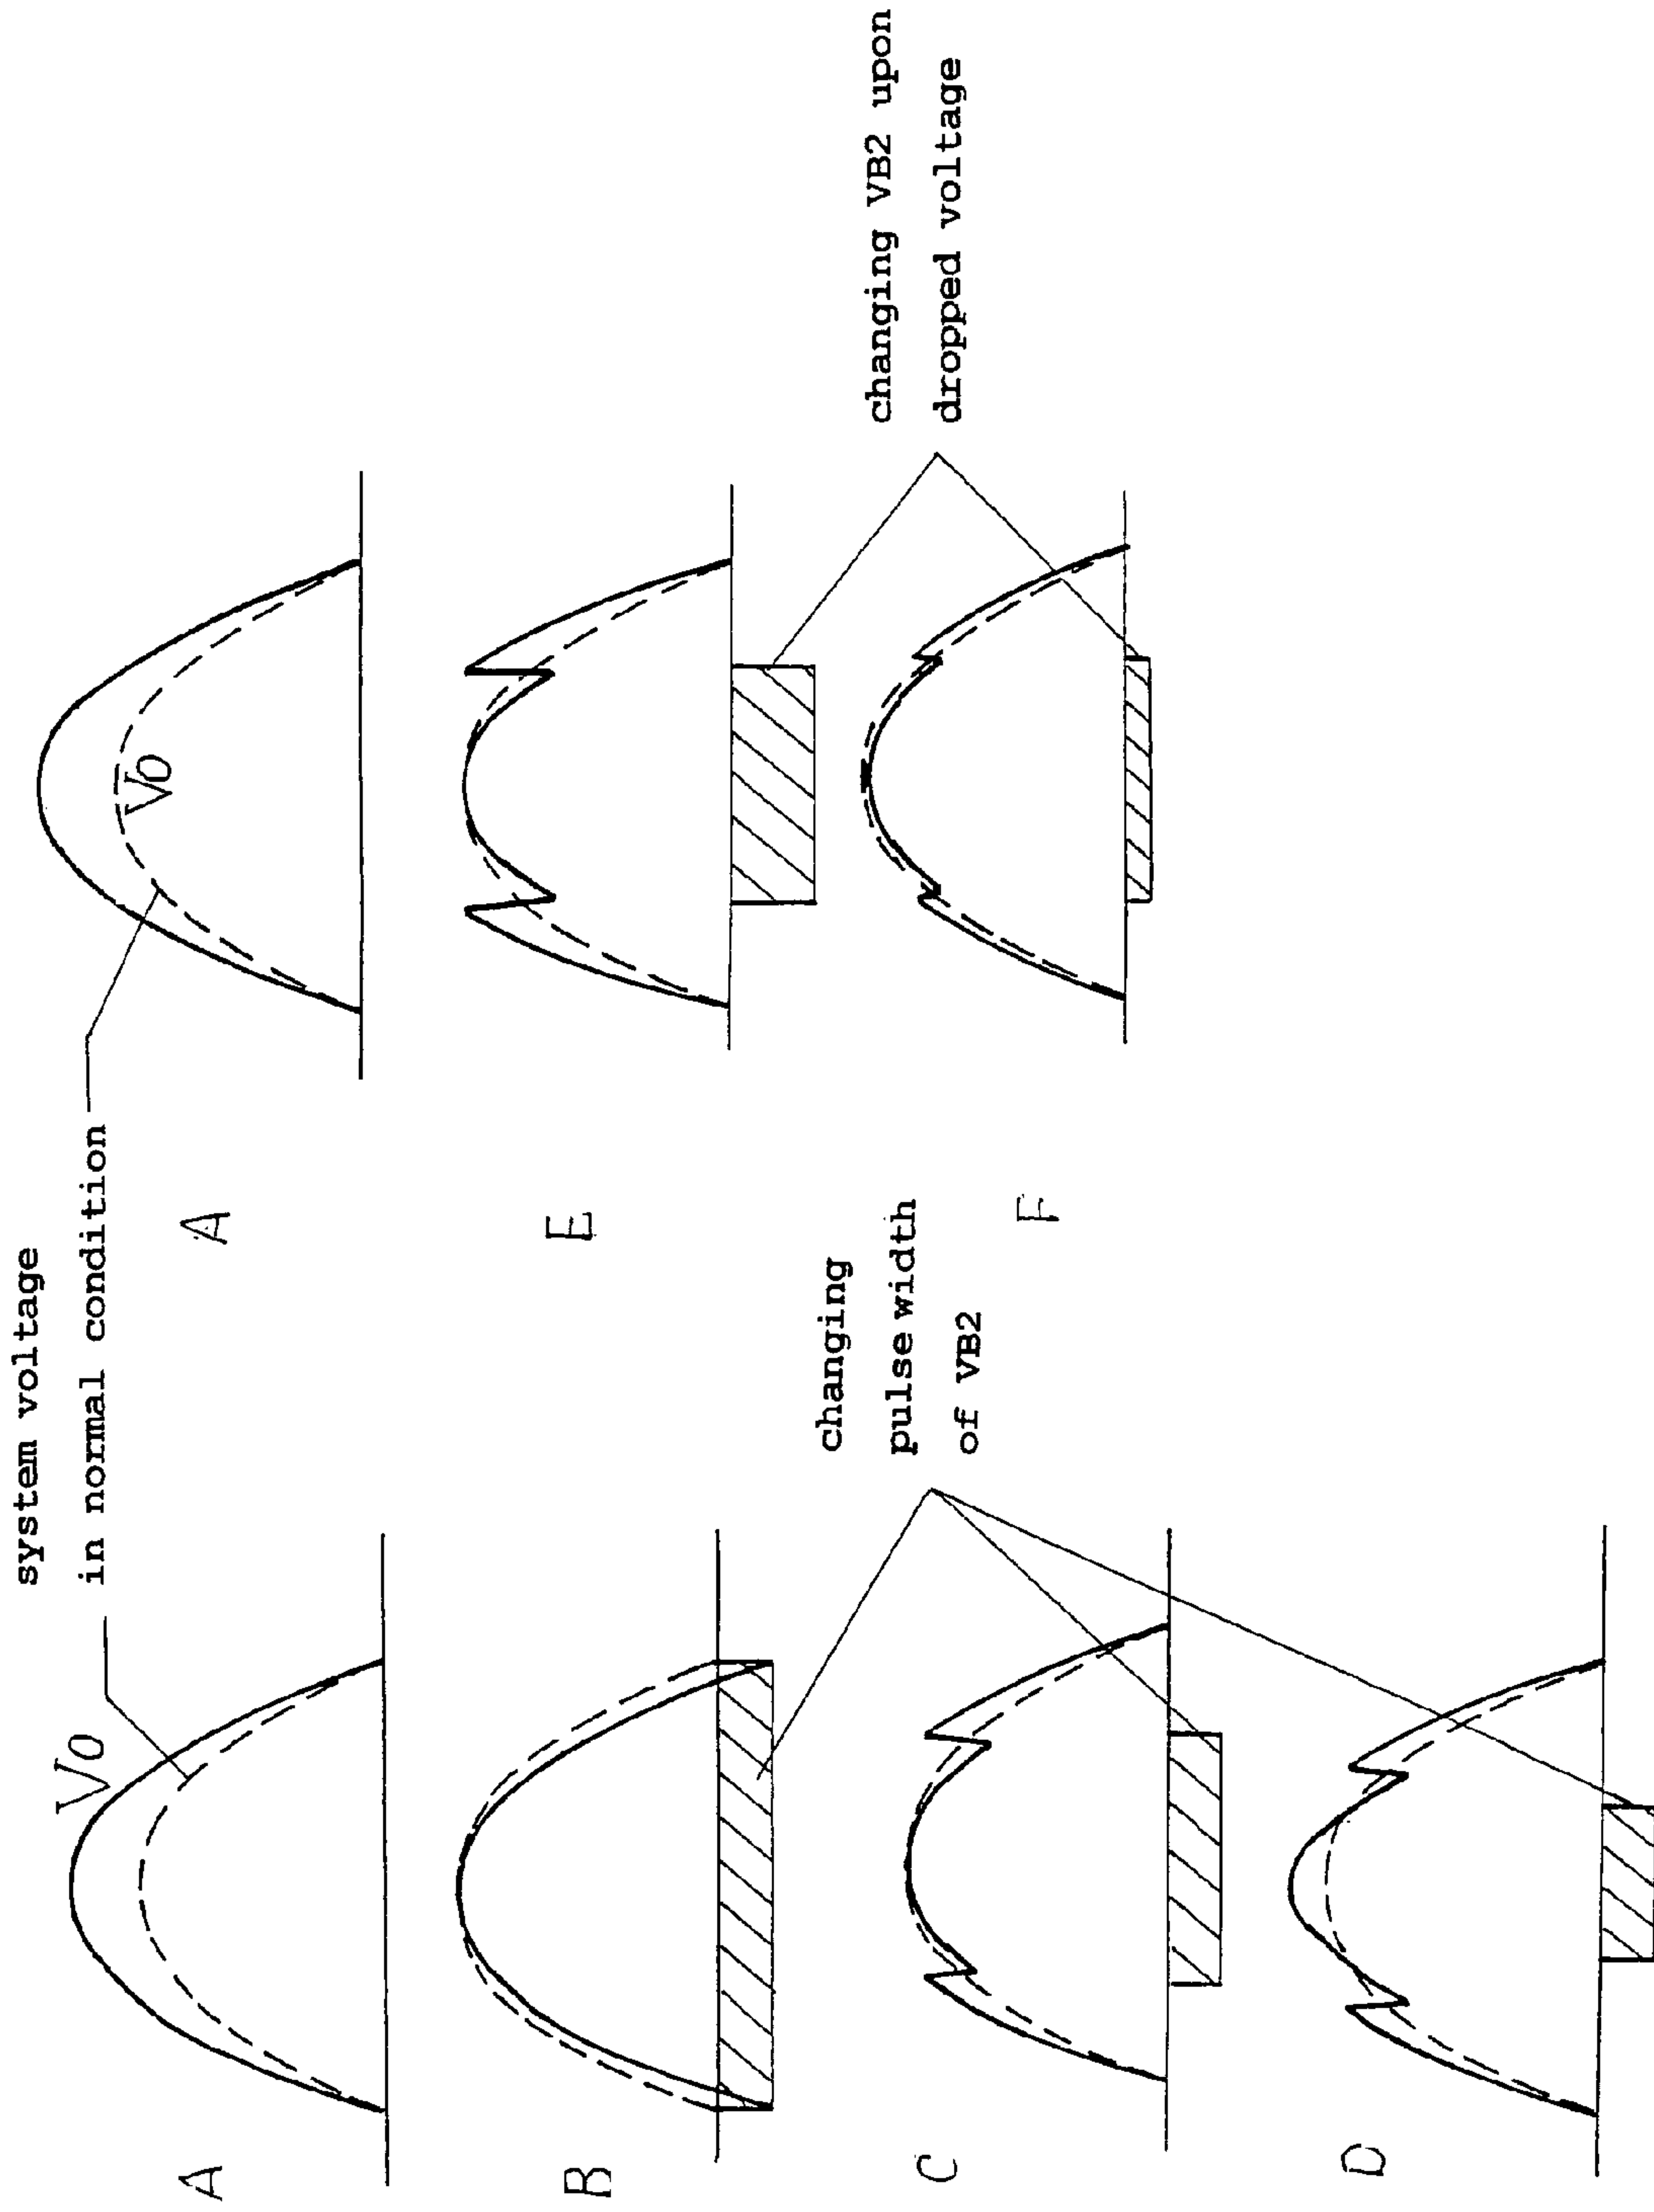 system voltage
in normal condition
V0
A
B
C
D
changing
pulse width
of VB2
V0
A
E
F
changing VB2 upon
dropped voltage